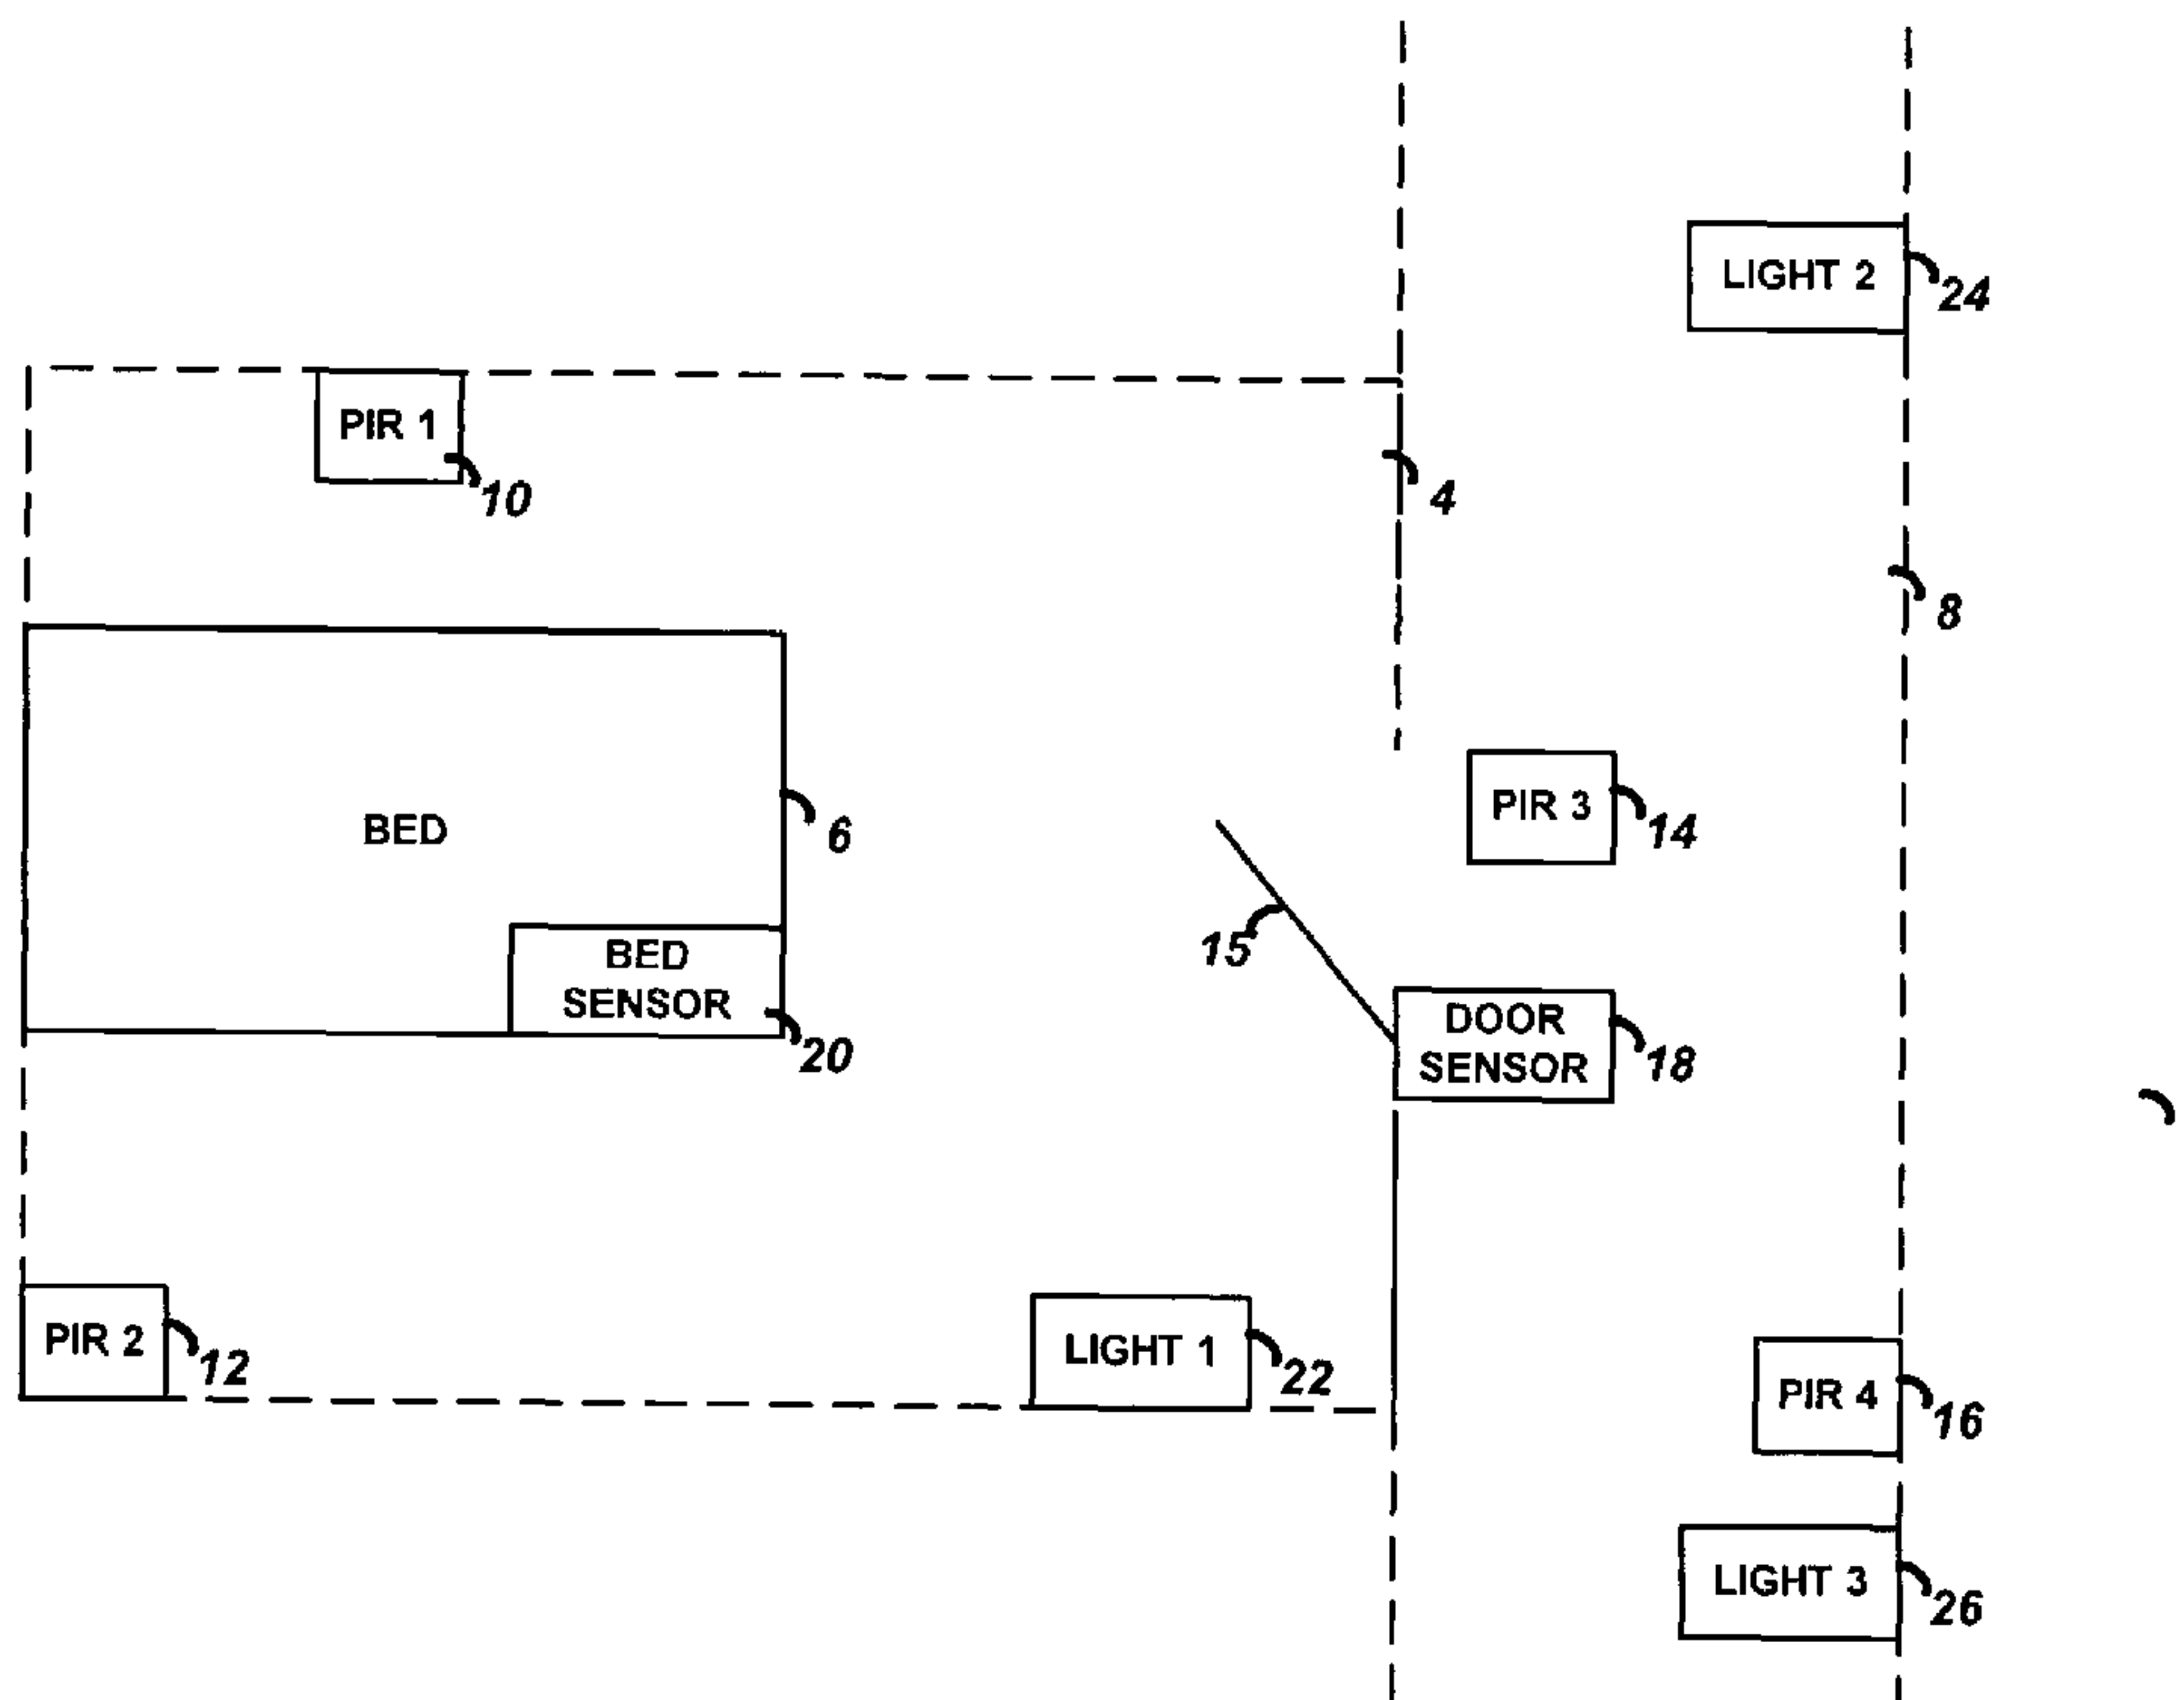 LIGHT 2
24
PIR 1
10
4
8
BED
6
PIR 3
14
15
BED
SENSOR
20
DOOR
SENSOR
18
PIR 2
12
LIGHT 1
22
PIR 4
16
LIGHT 3
26